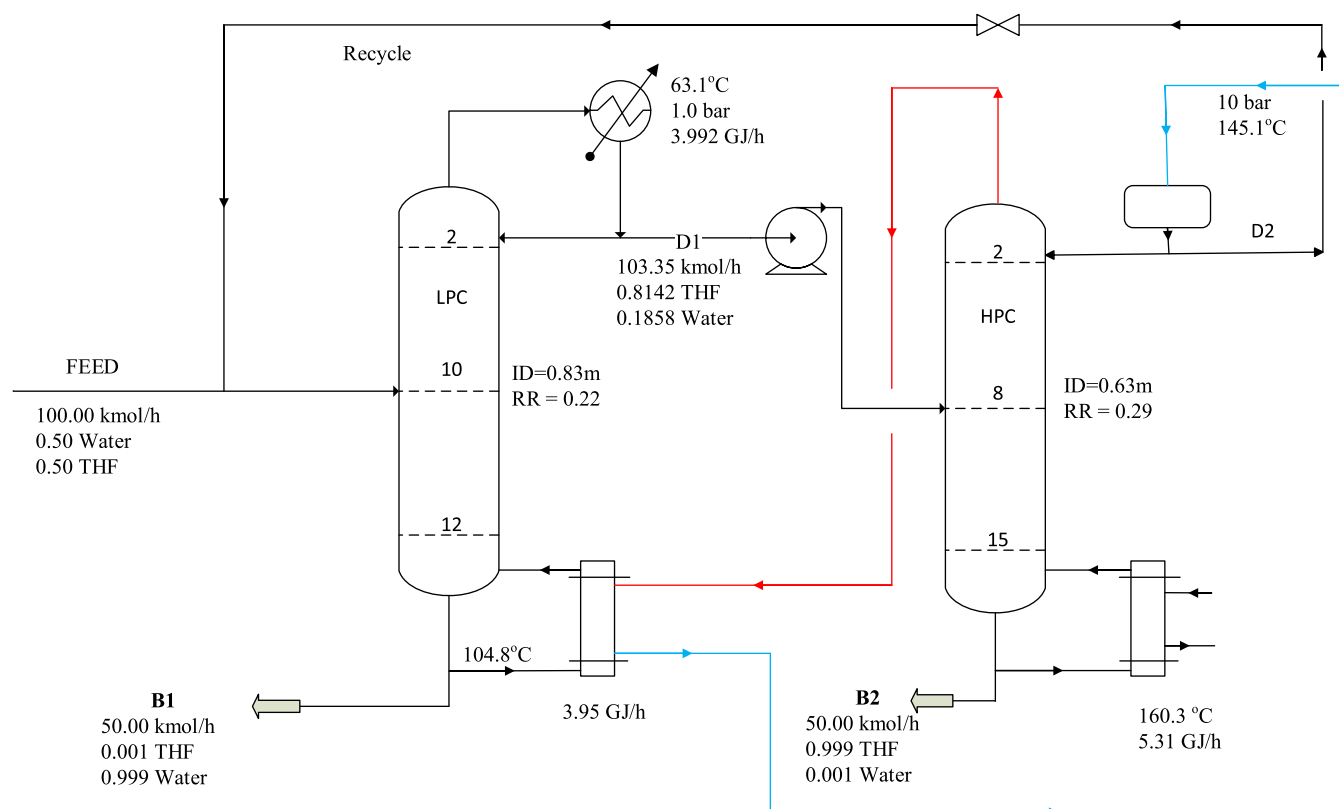 Recycle
63.1°C
1.0 bar
3.992 GJ/h
10 bar
145.1°C
2
LPC
10
12
D1
103.35 kmol/h
0.8142 THF
0.1858 Water
2
HPC
8
15
D2
FEED
100.00 kmol/h
0.50 Water
0.50 THF
ID=0.83m
RR = 0.22
ID=0.63m
RR = 0.29
104.8°C
B1
50.00 kmol/h
0.001 THF
0.999 Water
3.95 GJ/h
B2
50.00 kmol/h
0.999 THF
0.001 Water
160.3 °C
5.31 GJ/h